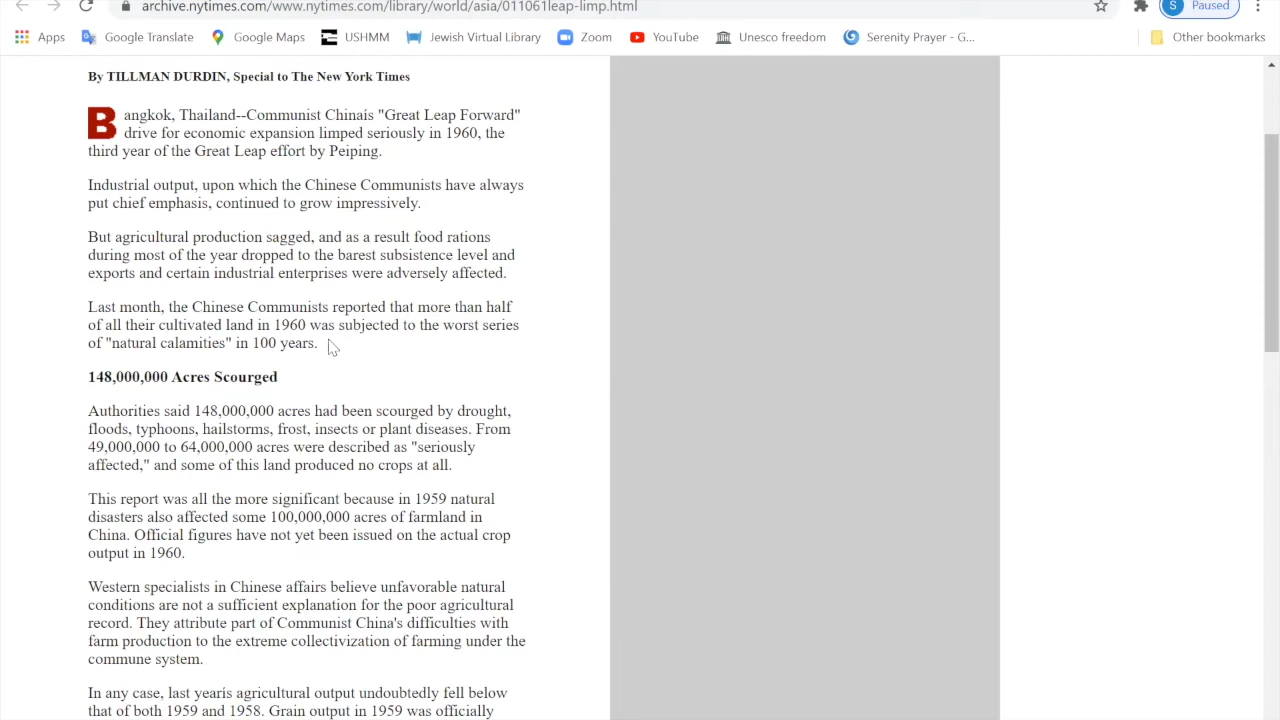 archive.nytimes.com/www.nytimes.com/library/world/asia/011061leap-limp.html
S Paused
Apps Google Translate Google Maps USHMM Jewish Virtual Library Zoom YouTube Unesco freedom Serenity Prayer - G... Other bookmarks
By TILLMAN DURDIN, Special to The New York Times
Bangkok, Thailand--Communist Chinaís "Great Leap Forward"
drive for economic expansion limped seriously in 1960, the
third year of the Great Leap effort by Peiping.
Industrial output, upon which the Chinese Communists have always
put chief emphasis, continued to grow impressively.
But agricultural production sagged, and as a result food rations
during most of the year dropped to the barest subsistence level and
exports and certain industrial enterprises were adversely affected.
Last month, the Chinese Communists reported that more than half
of all their cultivated land in 1960 was subjected to the worst series
of "natural calamities" in 100 years.
148,000,000 Acres Scourged
Authorities said 148,000,000 acres had been scourged by drought,
floods, typhoons, hailstorms, frost, insects or plant diseases. From
49,000,000 to 64,000,000 acres were described as "seriously
affected," and some of this land produced no crops at all.
This report was all the more significant because in 1959 natural
disasters also affected some 100,000,000 acres of farmland in
China. Official figures have not yet been issued on the actual crop
output in 1960.
Western specialists in Chinese affairs believe unfavorable natural
conditions are not a sufficient explanation for the poor agricultural
record. They attribute part of Communist China's difficulties with
farm production to the extreme collectivization of farming under the
commune system.
In any case, last yearís agricultural output undoubtedly fell below
that of both 1959 and 1958. Grain output in 1959 was officially